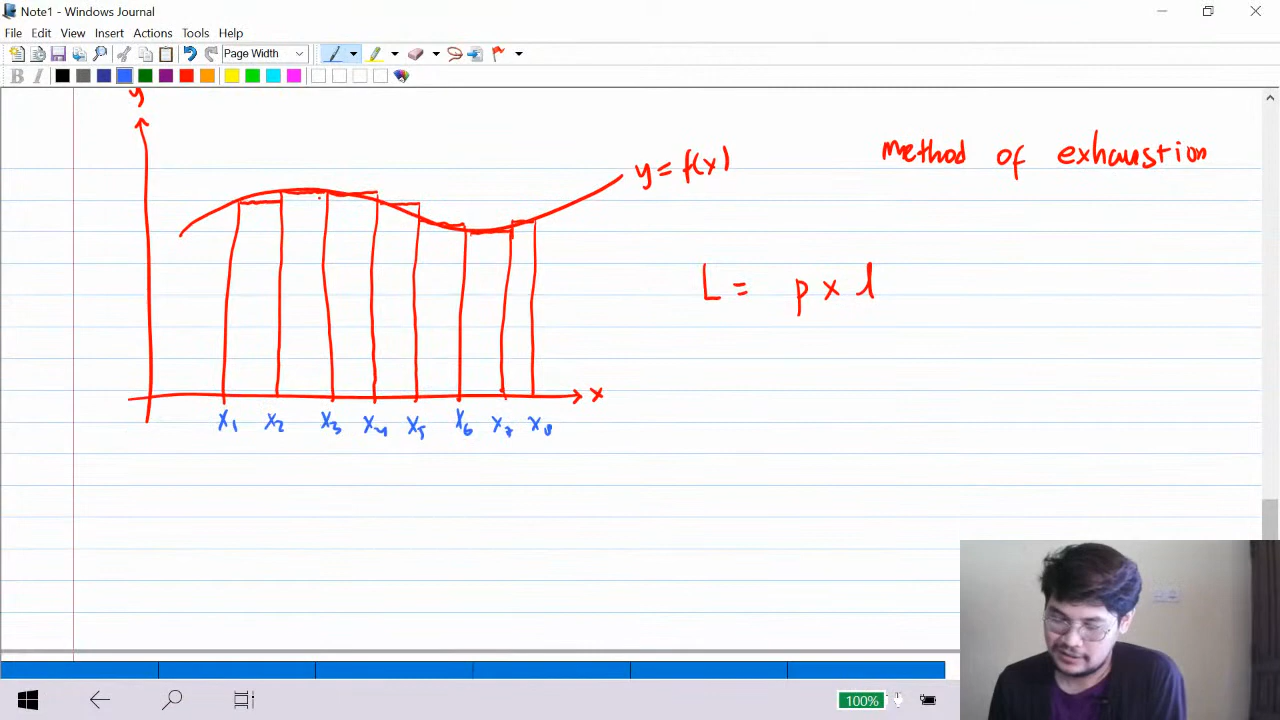 Note1 - Windows Journal
File Edit View Insert Actions Tools Help
Page Width
B I
y
method of exhaustion
y = f(x)
L = p x l
x
x1 x2 x3 x4 x5 x6 x7 x8
100%